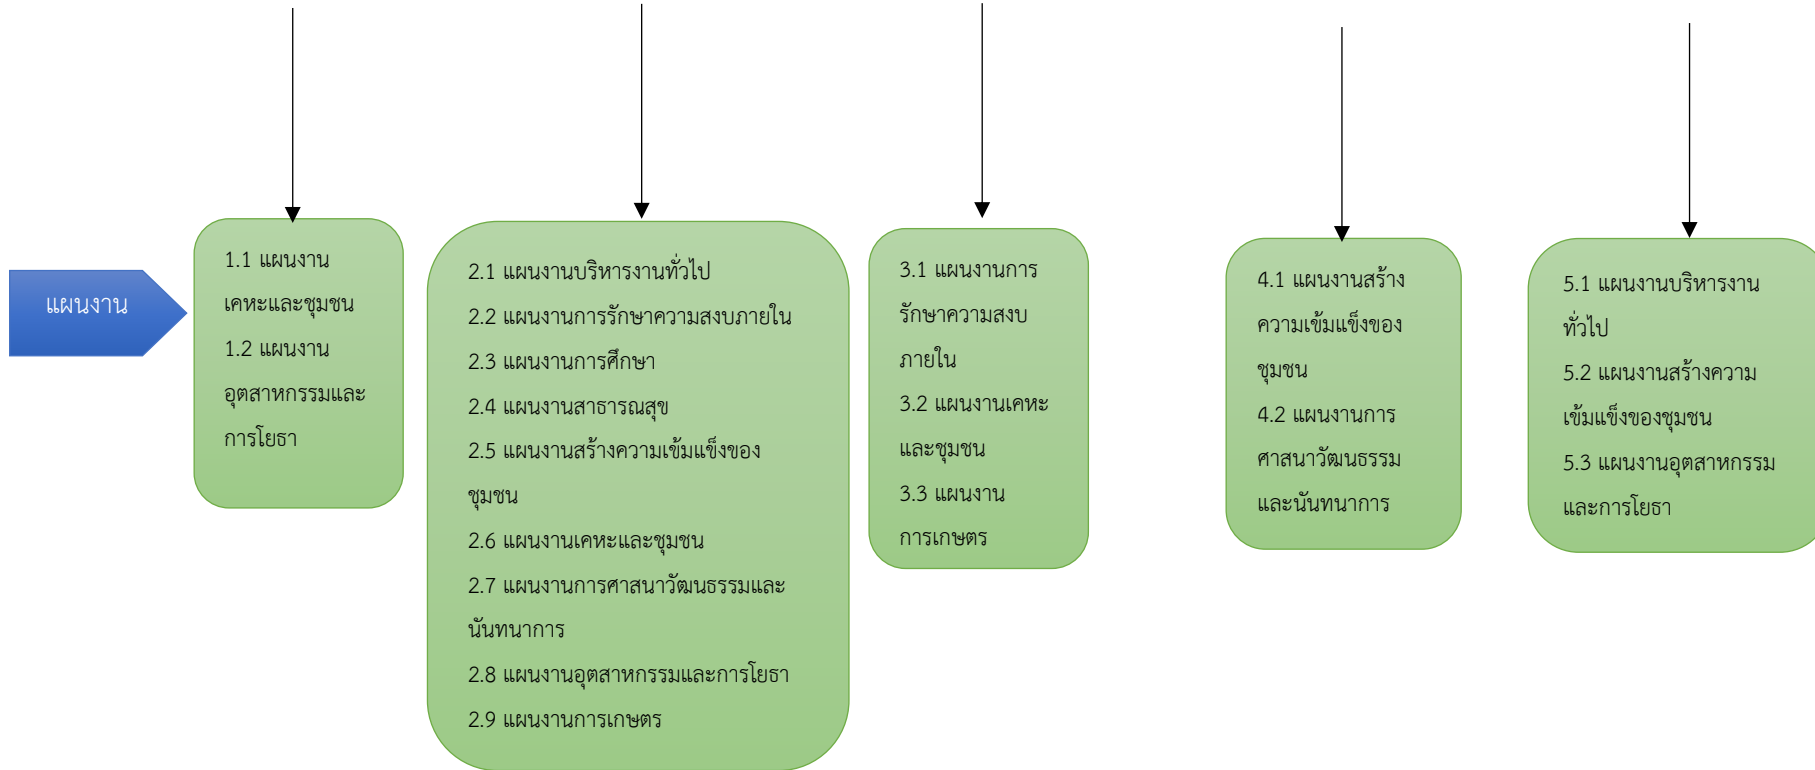 แผนงาน
1.1 แผนงาน
เคหะและชุมชน
1.2 แผนงาน
อุตสาหกรรมและ
การโยธา
2.1 แผนงานบริหารงานทั่วไป
2.2 แผนงานการรักษาความสงบภายใน
2.3 แผนงานการศึกษา
2.4 แผนงานสาธารณสุข
2.5 แผนงานสร้างความเข้มแข็งของ
ชุมชน
2.6 แผนงานเคหะและชุมชน
2.7 แผนงานการศาสนาวัฒนธรรมและ
นันทนาการ
2.8 แผนงานอุตสาหกรรมและการโยธา
2.9 แผนงานการเกษตร
3.1 แผนงานการ
รักษาความสงบ
ภายใน
3.2 แผนงานเคหะ
และชุมชน
3.3 แผนงาน
การเกษตร
4.1 แผนงานสร้าง
ความเข้มแข็งของ
ชุมชน
4.2 แผนงานการ
ศาสนาวัฒนธรรม
และนันทนาการ
5.1 แผนงานบริหารงาน
ทั่วไป
5.2 แผนงานสร้างความ
เข้มแข็งของชุมชน
5.3 แผนงานอุตสาหกรรม
และการโยธา